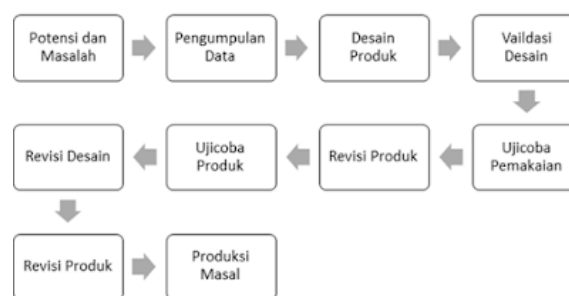 Potensi dan
Masalah
Pengumpulan
Data
Desain
Produk
Vaildasi
Desain
Ujicoba
Pemakaian
Revisi Produk
Ujicoba
Produk
Revisi Desain
Revisi Produk
Produksi
Masal